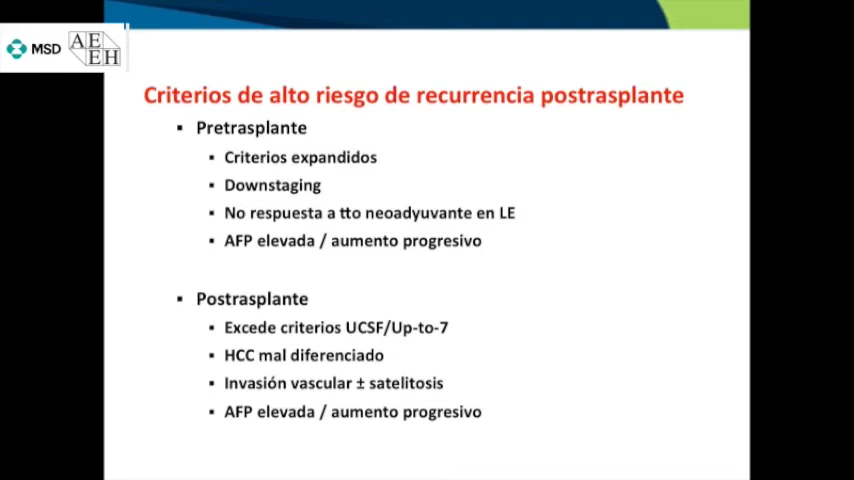 MSD
AE
EH
Criterios de alto riesgo de recurrencia postrasplante
▪ Pretrasplante
▪ Criterios expandidos
▪ Downstaging
▪ No respuesta a tto neoadyuvante en LE
▪ AFP elevada / aumento progresivo
▪ Postrasplante
▪ Excede criterios UCSF/Up-to-7
▪ HCC mal diferenciado
▪ Invasión vascular ± satelitosis
▪ AFP elevada / aumento progresivo